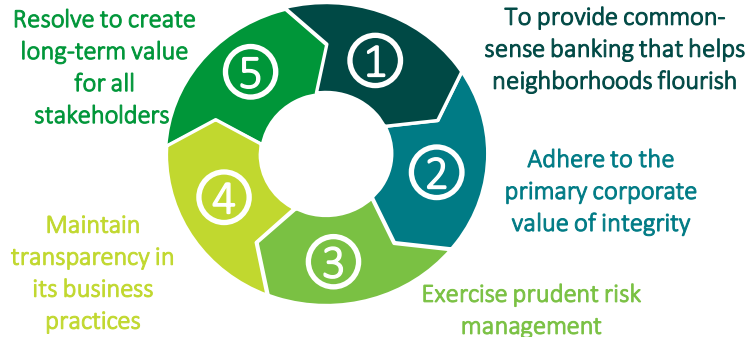 1
To provide common-
sense banking that helps
neighborhoods flourish
2
Adhere to the
primary corporate
value of integrity
3
Exercise prudent risk
management
4
Maintain
transparency in
its business
practices
5
Resolve to create
long-term value
for all
stakeholders